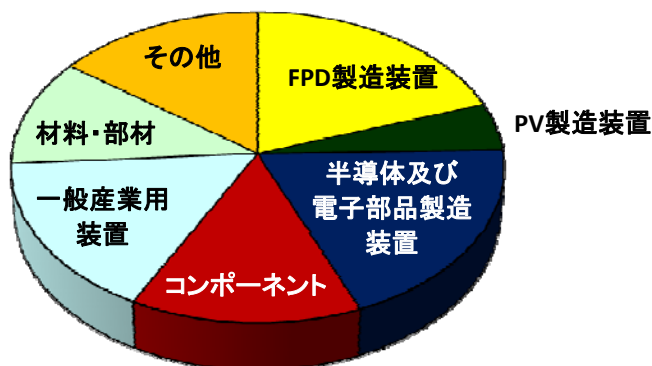 その他
FPD製造装置
PV製造装置
材料・部材
半導体及び
電子部品製造
装置
一般産業用
装置
コンポーネント